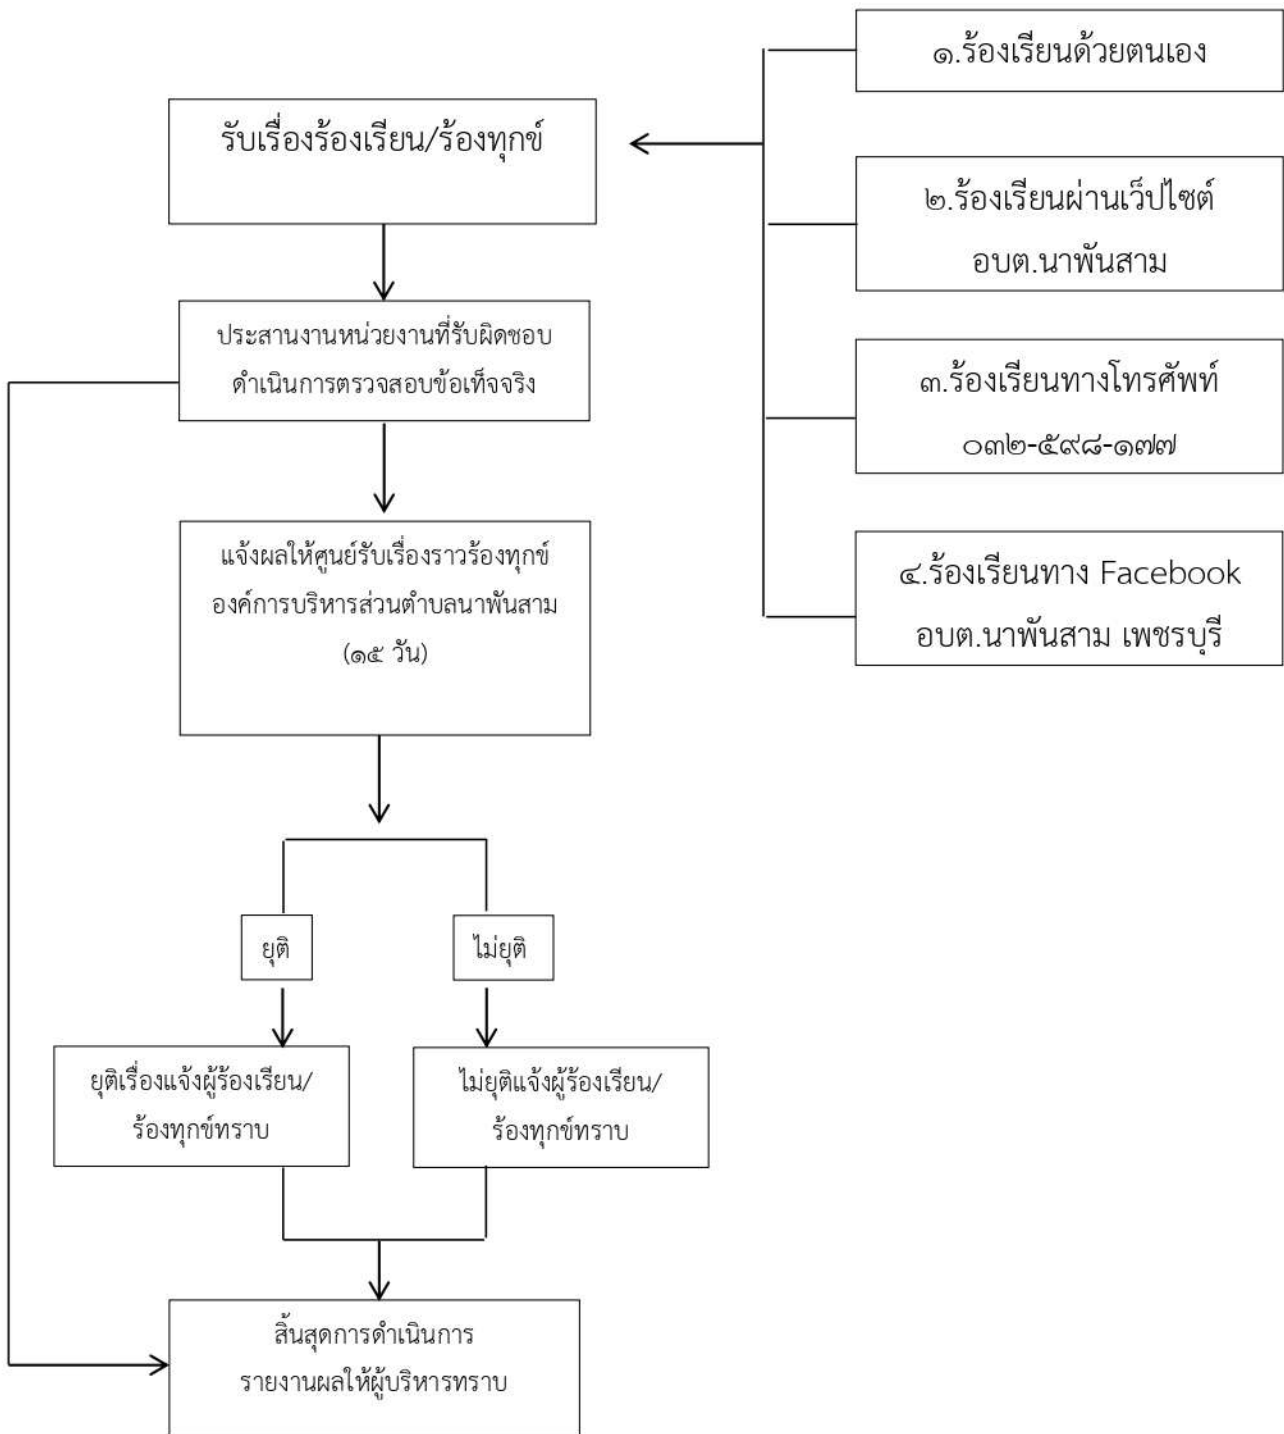 ๑.ร้องเรียนด้วยตนเอง
รับเรื่องร้องเรียน/ร้องทุกข์
๒.ร้องเรียนผ่านเว็ปไซต์
อบต.นาพันสาม
ประสานงานหน่วยงานที่รับผิดชอบ
ดำเนินการตรวจสอบข้อเท็จจริง
๓.ร้องเรียนทางโทรศัพท์
๐๓๒-๕๙๘-๑๗๗
แจ้งผลให้ศูนย์รับเรื่องราวร้องทุกข์
องค์การบริหารส่วนตำบลนาพันสาม
(๑๕ วัน)
๔.ร้องเรียนทาง Facebook
อบต.นาพันสาม เพชรบุรี
ยุติ
ไม่ยุติ
ยุติเรื่องแจ้งผู้ร้องเรียน/
ร้องทุกข์ทราบ
ไม่ยุติแจ้งผู้ร้องเรียน/
ร้องทุกข์ทราบ
สิ้นสุดการดำเนินการ
รายงานผลให้ผู้บริหารทราบ